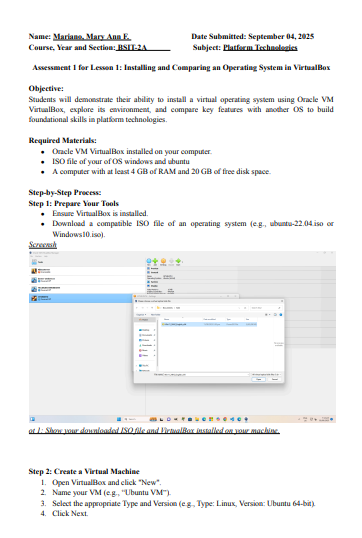 Name: Mariano, Mary Ann F. Date Submitted: September 04, 2025
Course, Year and Section: BSIT-2A Subject: Platform Technologies
Assessment 1 for Lesson 1: Installing and Comparing an Operating System in VirtualBox
Objective:
Students will demonstrate their ability to install a virtual operating system using Oracle VM
VirtualBox, explore its environment, and compare key features with another OS to build
foundational skills in platform technologies.
Required Materials:
• Oracle VM VirtualBox installed on your computer.
• ISO file of your of OS windows and ubuntu
• A computer with at least 4 GB of RAM and 20 GB of free disk space.
Step-by-Step Process:
Step 1: Prepare Your Tools
• Ensure VirtualBox is installed.
• Download a compatible ISO file of an operating system (e.g., ubuntu-22.04.iso or
Windows10.iso).
Screensh
ot 1: Show your downloaded ISO file and VirtualBox installed on your machine.
Step 2: Create a Virtual Machine
1. Open VirtualBox and click "New".
2. Name your VM (e.g., "Ubuntu VM").
3. Select the appropriate Type and Version (e.g., Type: Linux, Version: Ubuntu 64-bit).
4. Click Next.